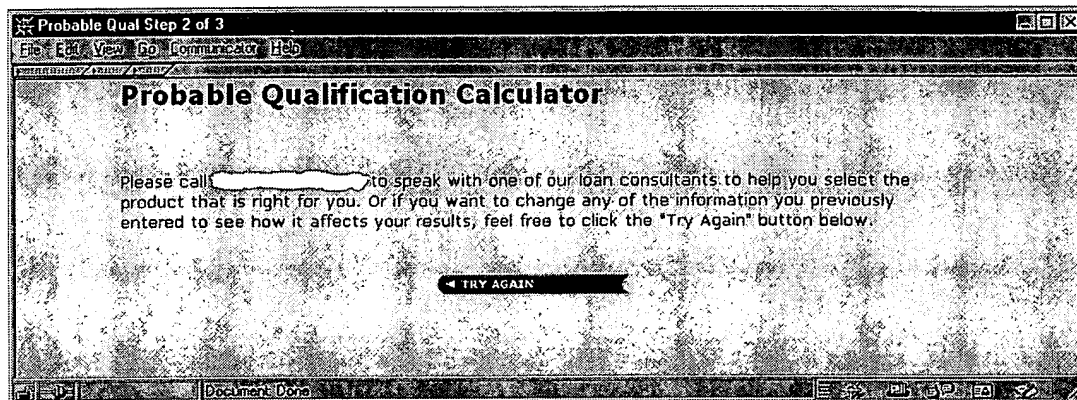 Probable Qual Step 2 of 3
File Edit View Go Communicator Help
Probable Qualification Calculator
Please call to speak with one of our loan consultants to help you select the
product that is right for you. Or if you want to change any of the information you previously
entered to see how it affects your results, feel free to click the "Try Again" button below.
TRY AGAIN
Document: Done